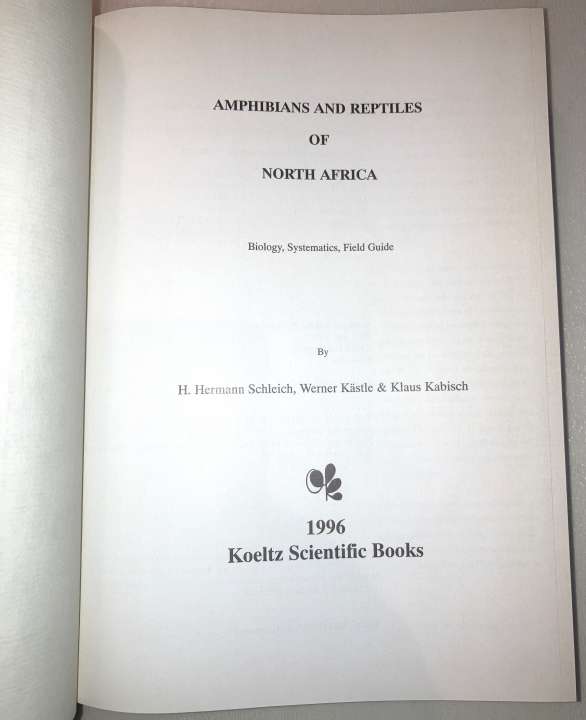 AMPHIBIANS AND REPTILES
OF
NORTH AFRICA
Biology, Systematics, Field Guide
By
H. Hermann Schleich, Werner Kästle & Klaus Kabisch
1996
Koeltz Scientific Books